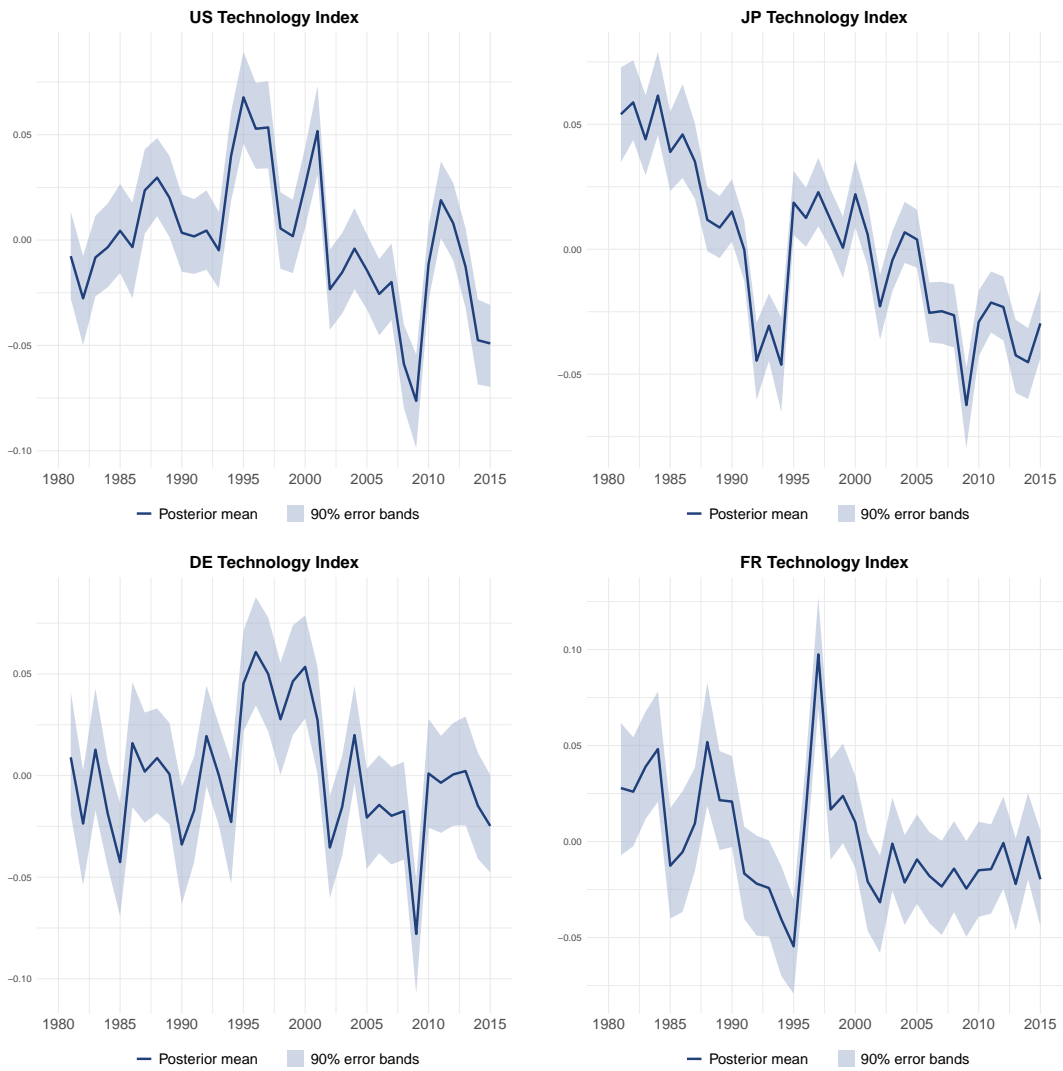 US Technology Index
0.05
0.00
−0.05
−0.10
1980 1985 1990 1995 2000 2005 2010 2015
Posterior mean 90% error bands
JP Technology Index
0.05
0.00
−0.05
1980 1985 1990 1995 2000 2005 2010 2015
Posterior mean 90% error bands
DE Technology Index
0.05
0.00
−0.05
−0.10
1980 1985 1990 1995 2000 2005 2010 2015
Posterior mean 90% error bands
FR Technology Index
0.10
0.05
0.00
−0.05
1980 1985 1990 1995 2000 2005 2010 2015
Posterior mean 90% error bands